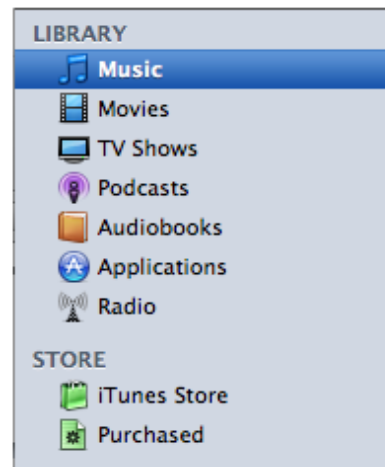 LIBRARY
Music
Movies
TV Shows
Podcasts
Audiobooks
Applications
Radio
STORE
iTunes Store
Purchased